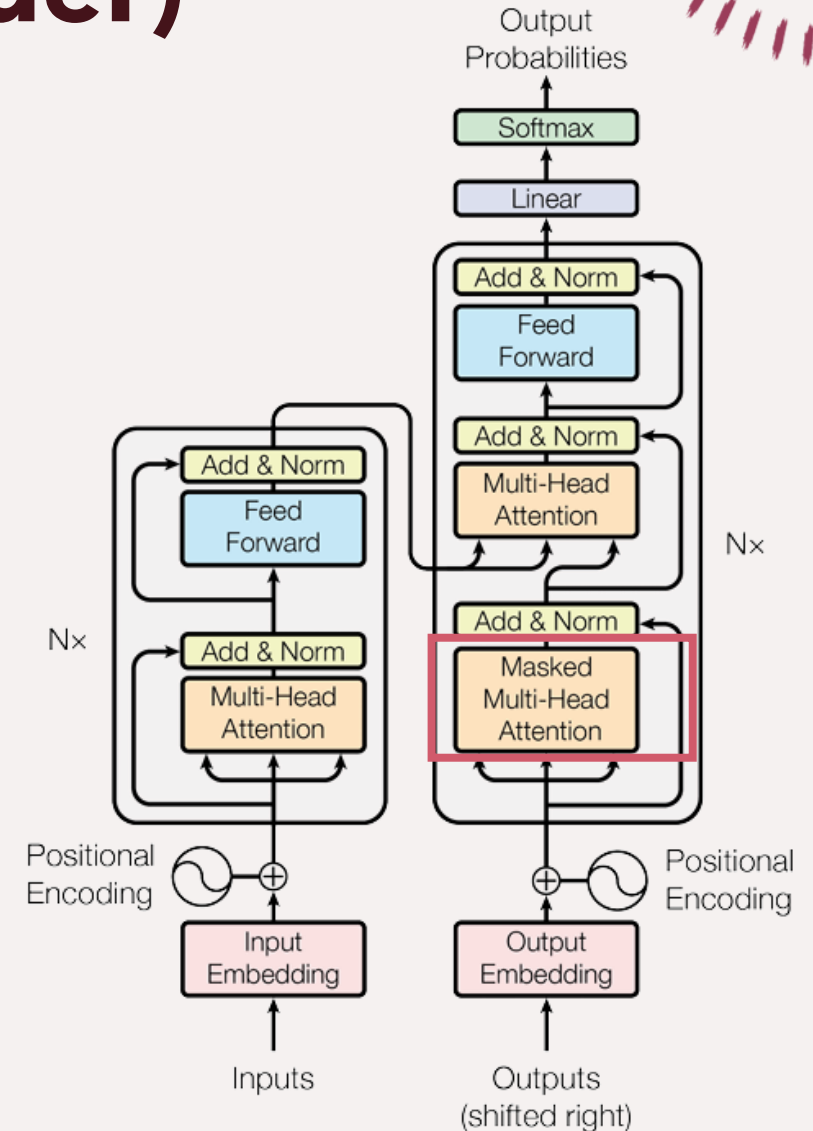 der)
Output
Probabilities
Softmax
Linear
Add & Norm
Feed
Forward
Add & Norm
Multi-Head
Attention
Nx
Add & Norm
Masked
Multi-Head
Attention
Add & Norm
Feed
Forward
Nx
Add & Norm
Multi-Head
Attention
Positional
Encoding
Positional
Encoding
Input
Embedding
Output
Embedding
Inputs
Outputs
(shifted right)